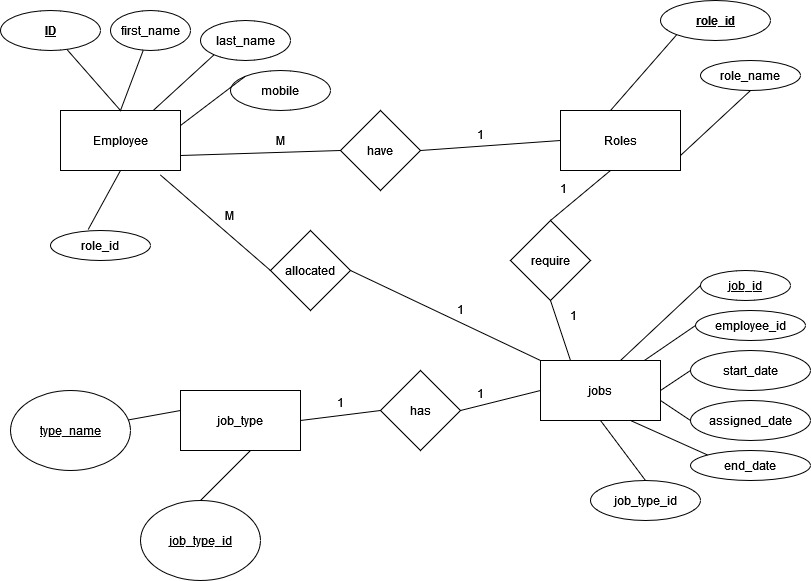 ID
first_name
last_name
mobile
role_id
role_name
Employee
M
have
1
Roles
role_id
M
1
allocated
require
1
1
job_id
employee_id
start_date
assigned_date
end_date
job_type_id
jobs
1
has
1
job_type
type_name
job_type_id